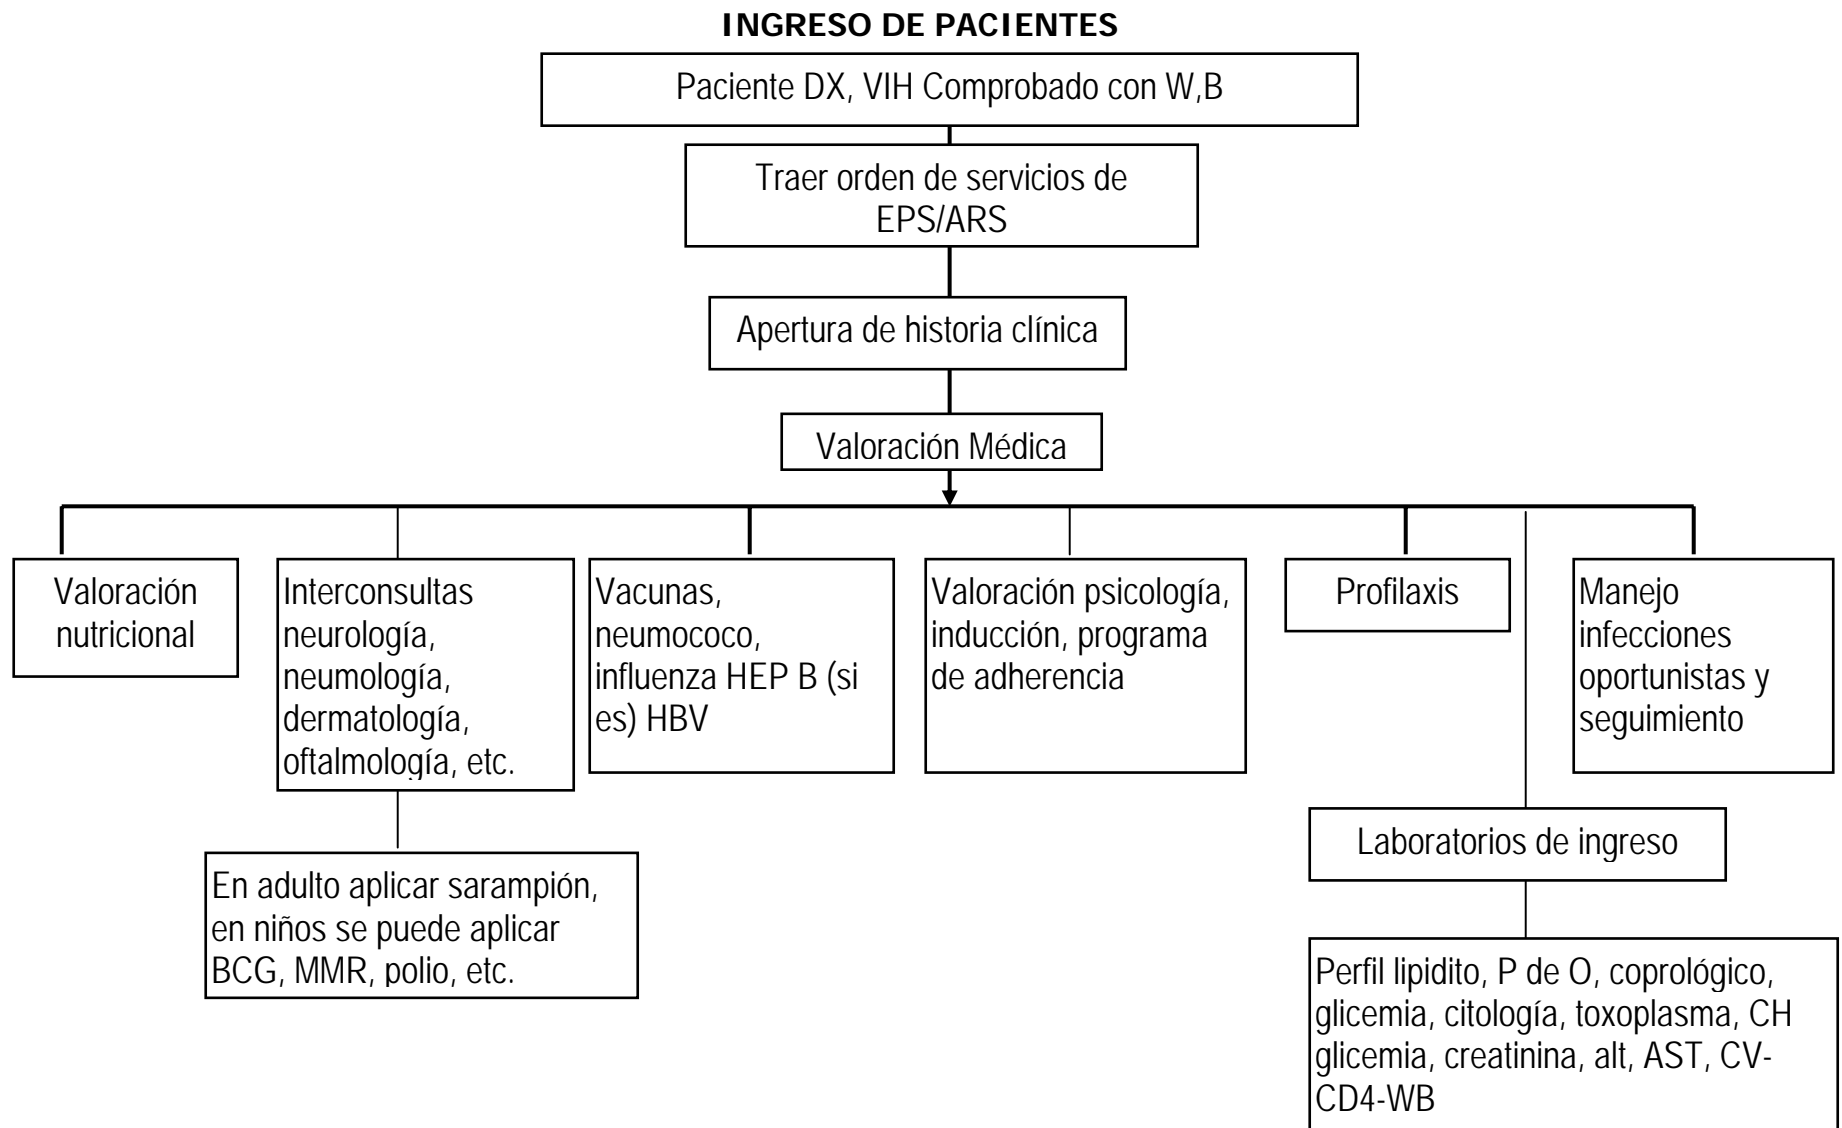 INGRESO DE PACIENTES
Paciente DX, VIH Comprobado con W,B
Traer orden de servicios de
EPS/ARS
Apertura de historia clínica
Valoración Médica
Valoración
nutricional
Interconsultas
neurología,
neumología,
dermatología,
oftalmología, etc.
Vacunas,
neumococo,
influenza HEP B (si
es) HBV
Valoración psicología,
inducción, programa
de adherencia
Profilaxis
Manejo
infecciones
oportunistas y
seguimiento
Laboratorios de ingreso
En adulto aplicar sarampión,
en niños se puede aplicar
BCG, MMR, polio, etc.
Perfil lipidito, P de O, coprológico,
glicemia, citología, toxoplasma, CH
glicemia, creatinina, alt, AST, CV-
CD4-WB